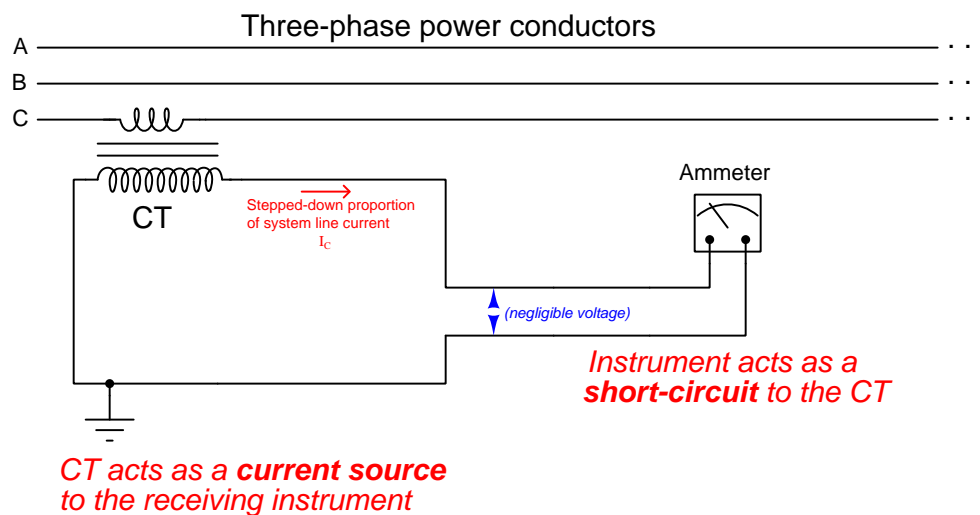 Three-phase power conductors
A
B
C
CT
Stepped-down proportion
of system line current
I_C
Ammeter
(negligible voltage)
Instrument acts as a
short-circuit to the CT
CT acts as a current source
to the receiving instrument